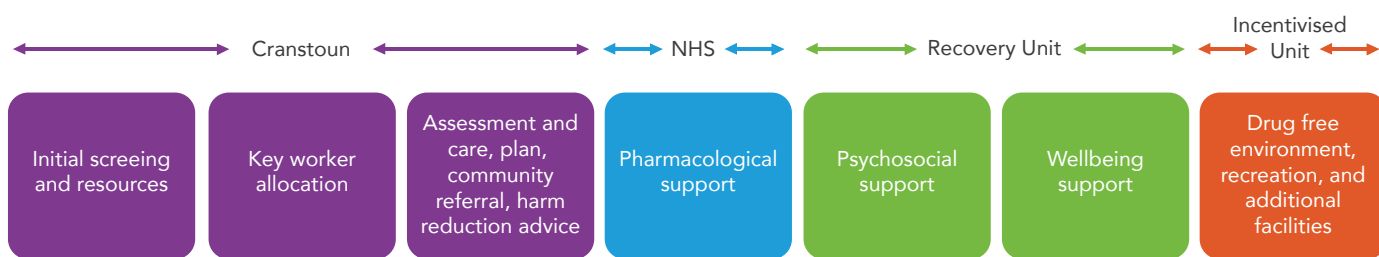 Cranstoun
NHS
Recovery Unit
Incentivised
Unit
Initial screeing
and resources
Key worker
allocation
Assessment and
care, plan,
community
referral, harm
reduction advice
Pharmacological
support
Psychosocial
support
Wellbeing
support
Drug free
environment,
recreation, and
additional
facilities